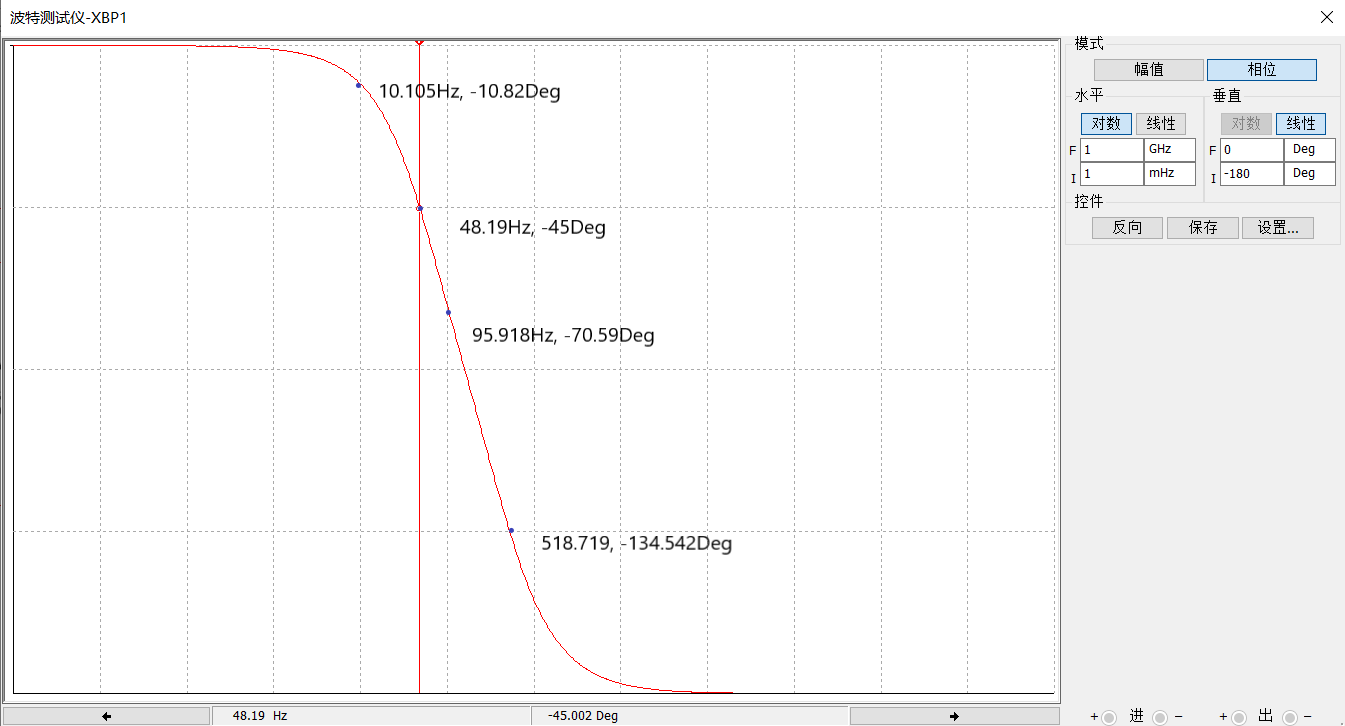 波特测试仪-XBP1
模式
幅值 相位
水平 垂直
对数 线性 对数 线性
F 1 GHz F 0 Deg
I 1 mHz I -180 Deg
控件
反向 保存 设置...
10.105Hz, -10.82Deg
48.19Hz, -45Deg
95.918Hz, -70.59Deg
518.719, -134.542Deg
48.19 Hz -45.002 Deg
+ 进 − + 出 −